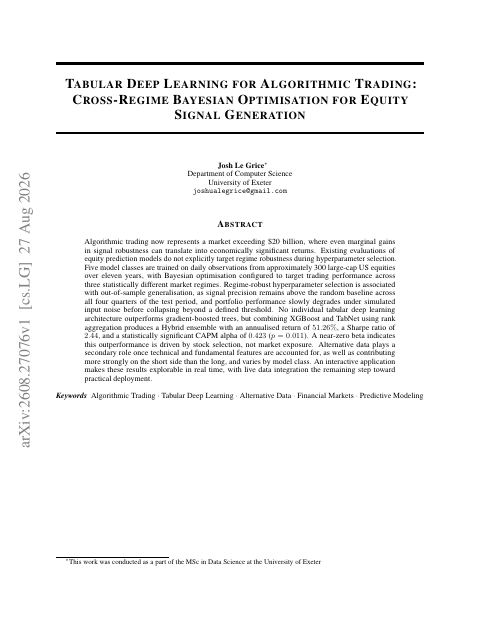 TABULAR DEEP LEARNING FOR ALGORITHMIC TRADING:
CROSS-REGIME BAYESIAN OPTIMISATION FOR EQUITY
SIGNAL GENERATION
Josh Le Grice*
Department of Computer Science
University of Exeter
joshualegrice@gmail.com
ABSTRACT
Algorithmic trading now represents a market exceeding $20 billion, where even marginal gains
in signal robustness can translate into economically significant returns. Existing evaluations of
equity prediction models do not explicitly target regime robustness during hyperparameter selection.
Five model classes are trained on daily observations from approximately 300 large-cap US equities
over eleven years, with Bayesian optimisation configured to target trading performance across
three statistically different market regimes. Regime-robust hyperparameter selection is associated
with out-of-sample generalisation, as signal precision remains above the random baseline across
all four quarters of the test period, and portfolio performance slowly degrades under simulated
input noise before collapsing beyond a defined threshold. No individual tabular deep learning
architecture outperforms gradient-boosted trees, but combining XGBoost and TabNet using rank
aggregation produces a Hybrid ensemble with an annualised return of 51.26%, a Sharpe ratio of
2.44, and a statistically significant CAPM alpha of 0.423 (p = 0.011). A near-zero beta indicates
this outperformance is driven by stock selection, not market exposure. Alternative data plays a
secondary role once technical and fundamental features are accounted for, as well as contributing
more strongly on the short side than the long, and varies by model class. An interactive application
makes these results explorable in real time, with live data integration the remaining step toward
practical deployment.
Keywords Algorithmic Trading · Tabular Deep Learning · Alternative Data · Financial Markets · Predictive Modeling
*This work was conducted as a part of the MSc in Data Science at the University of Exeter
arXiv:2608.27076v1 [cs.LG] 27 Aug 2026